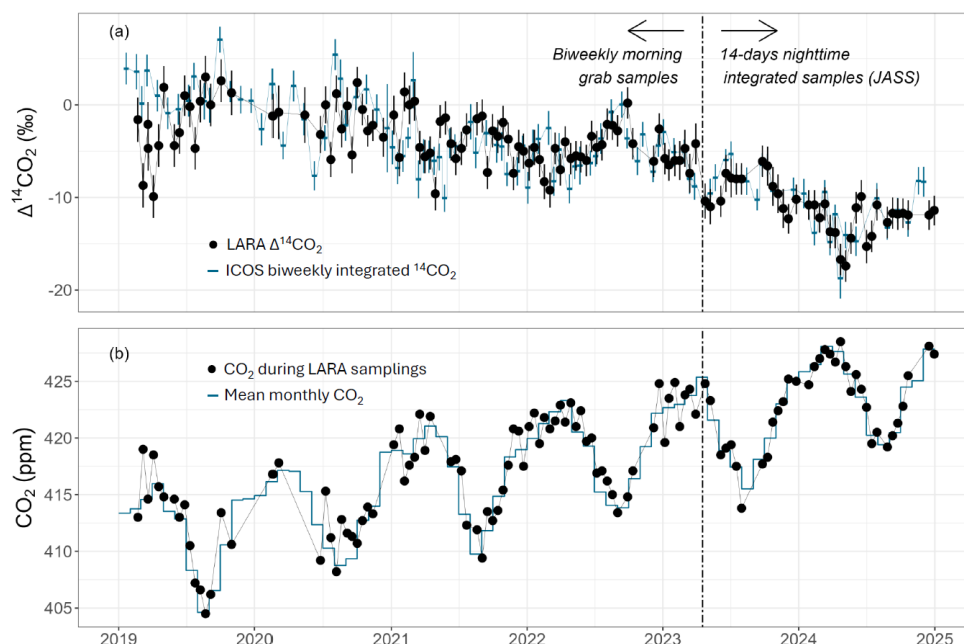 (a)
Biweekly morning
grab samples
14-days nighttime
integrated samples (JASS)
0
-10
-20
Δ¹⁴CO₂ (‰)
LARA Δ¹⁴CO₂
ICOS biweekly integrated ¹⁴CO₂
(b)
CO₂ during LARA samplings
Mean monthly CO₂
425
420
415
410
405
CO₂ (ppm)
2019 2020 2021 2022 2023 2024 2025